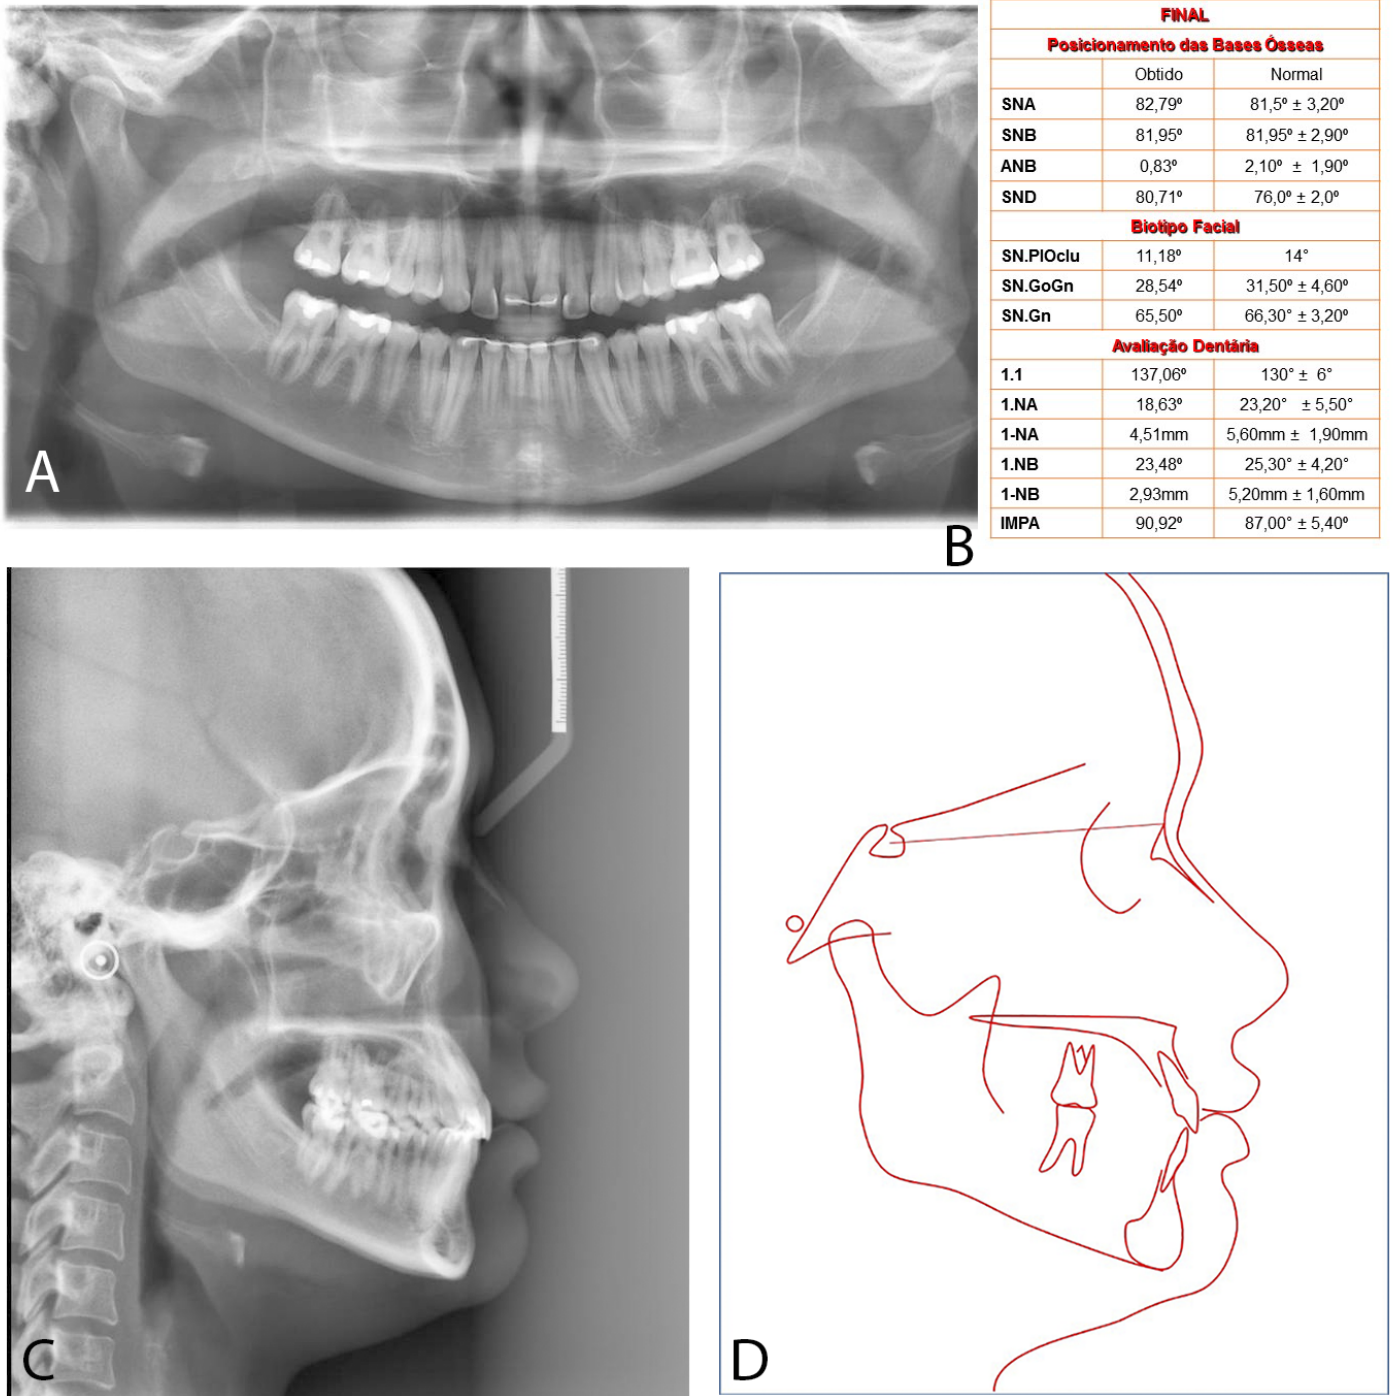 A
B
FINAL
Posicionamento das Bases Ósseas
Obtido Normal
SNA 82,79º 81,5º ± 3,20º
SNB 81,95º 81,95º ± 2,90º
ANB 0,83º 2,10º ± 1,90º
SND 80,71º 76,0º ± 2,0º
Biotipo Facial
SN.PlOclu 11,18º 14°
SN.GoGn 28,54º 31,50º ± 4,60º
SN.Gn 65,50º 66,30° ± 3,20º
Avaliação Dentária
1.1 137,06º 130° ± 6°
1.NA 18,63º 23,20° ± 5,50°
1-NA 4,51mm 5,60mm ± 1,90mm
1.NB 23,48º 25,30° ± 4,20°
1-NB 2,93mm 5,20mm ± 1,60mm
IMPA 90,92º 87,00° ± 5,40º
C
D